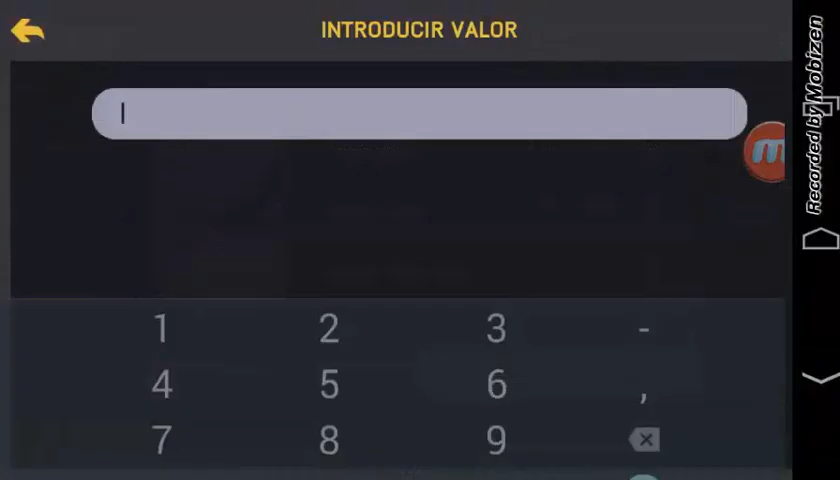 INTRODUCIR VALOR
1 2 3 -
4 5 6 ,
7 8 9
Recorded by Mobizen